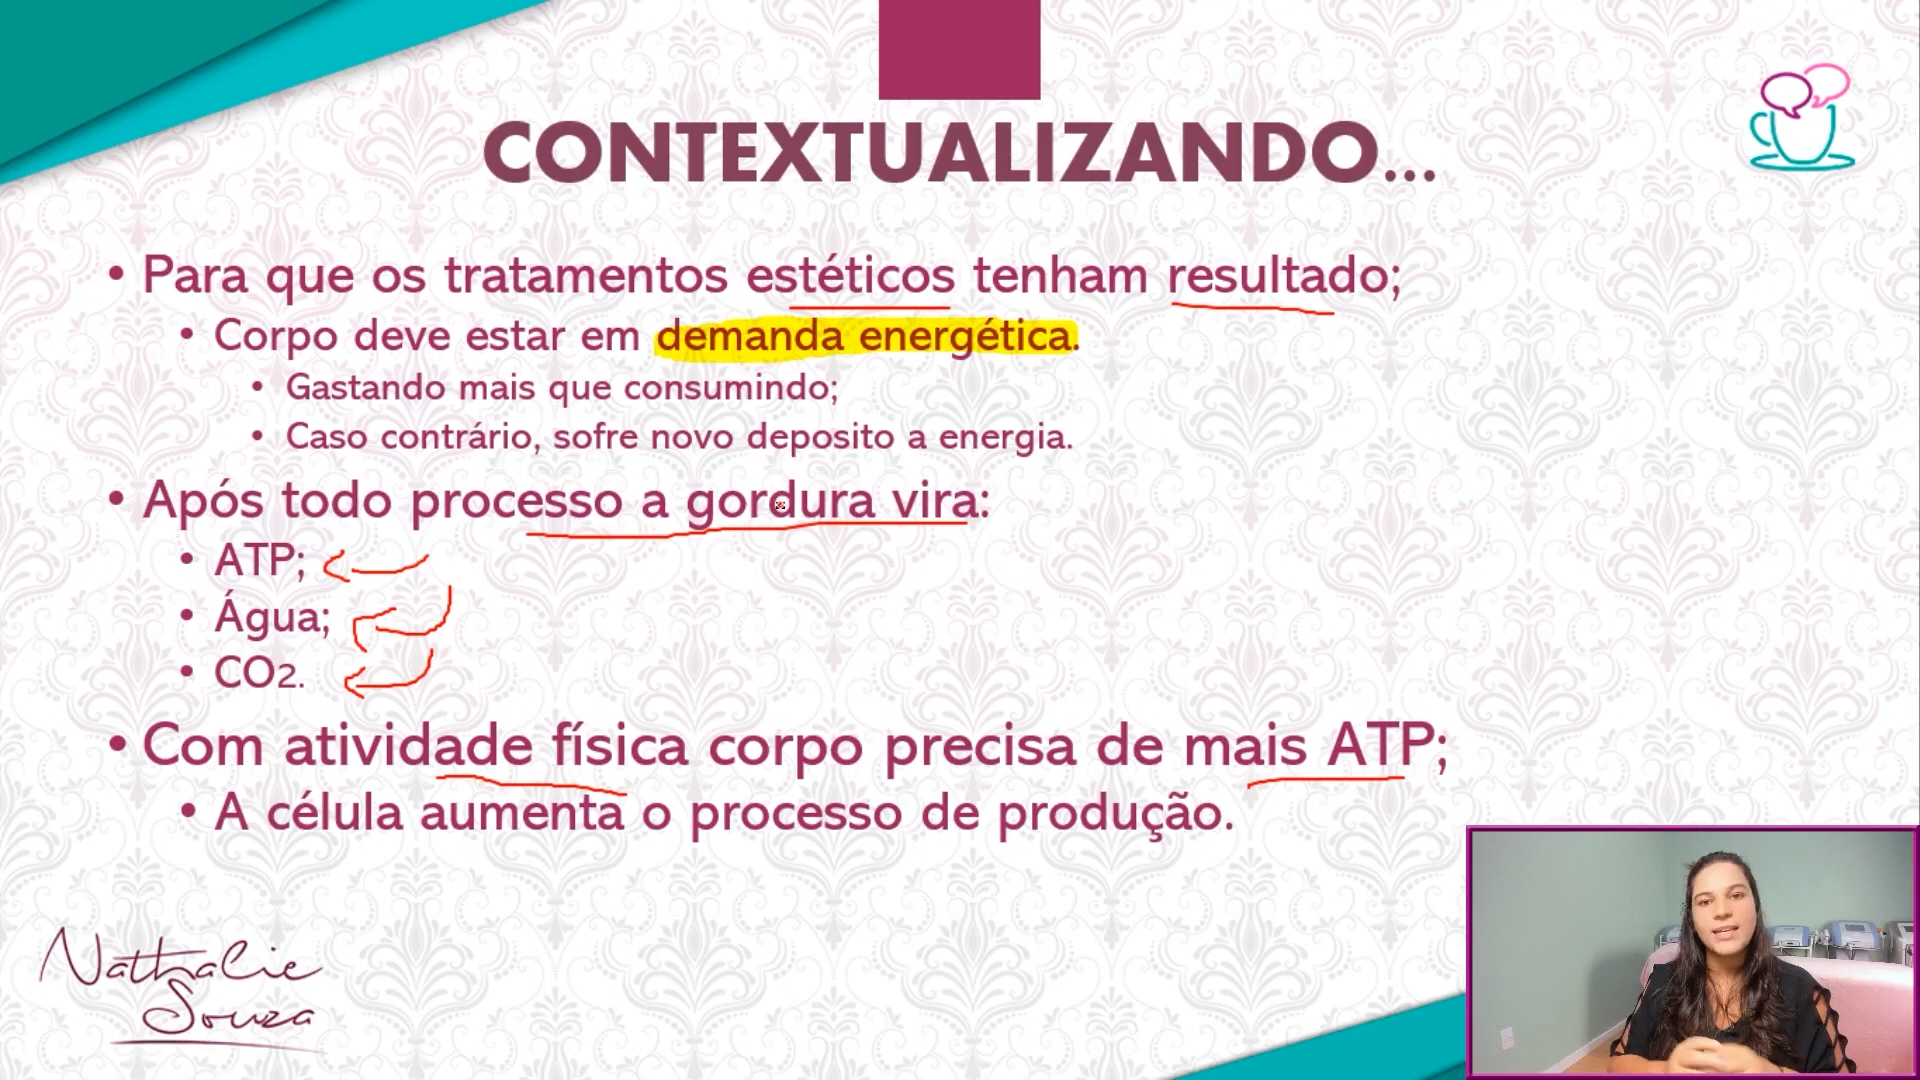 CONTEXTUALIZANDO...
• Para que os tratamentos estéticos tenham resultado;
• Corpo deve estar em demanda energética.
• Gastando mais que consumindo;
• Caso contrário, sofre novo deposito a energia.
• Após todo processo a gordura vira:
• ATP;
• Água;
• CO2.
• Com atividade física corpo precisa de mais ATP;
• A célula aumenta o processo de produção.
Nathalie
Souza